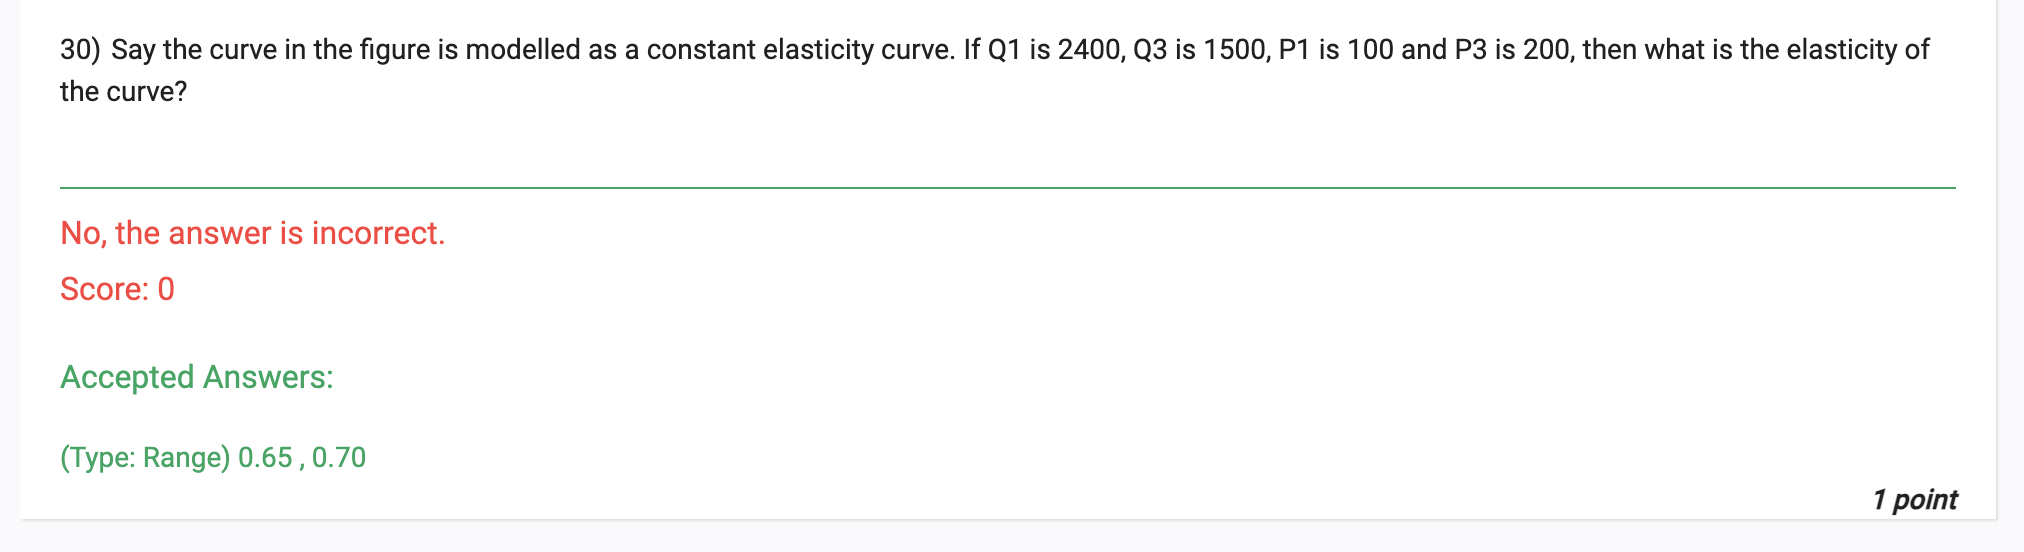 30) Say the curve in the figure is modelled as a constant elasticity curve. If Q1 is 2400, Q3 is 1500, P1 is 100 and P3 is 200, then what is the elasticity of
the curve?
No, the answer is incorrect.
Score: 0
Accepted Answers:
(Type: Range) 0.65 , 0.70
1 point